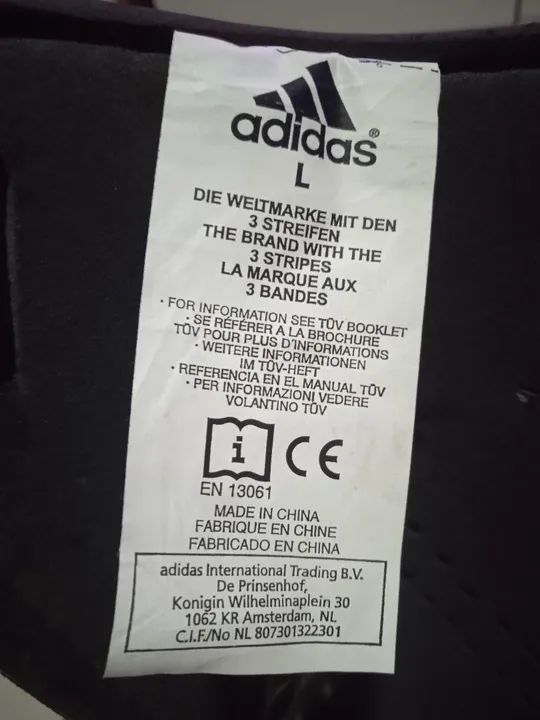 adidas®
L
DIE WELTMARKE MIT DEN
3 STREIFEN
THE BRAND WITH THE
3 STRIPES
LA MARQUE AUX
3 BANDES
· FOR INFORMATION SEE TÜV BOOKLET
· SE RÉFÉRER A LA BROCHURE
TÜV POUR PLUS D'INFORMATIONS
· WEITERE INFORMATIONEN
IM TÜV-HEFT
· REFERENCIA EN EL MANUAL TÜV
· PER INFORMAZIONI VEDERE
VOLANTINO TÜV
i CE
EN 13061
MADE IN CHINA
FABRIQUE EN CHINE
FABRICADO EN CHINA
adidas International Trading B.V.
De Prinsenhof,
Konigin Wilhelminaplein 30
1062 KR Amsterdam, NL
C.I.F./No NL 807301322301